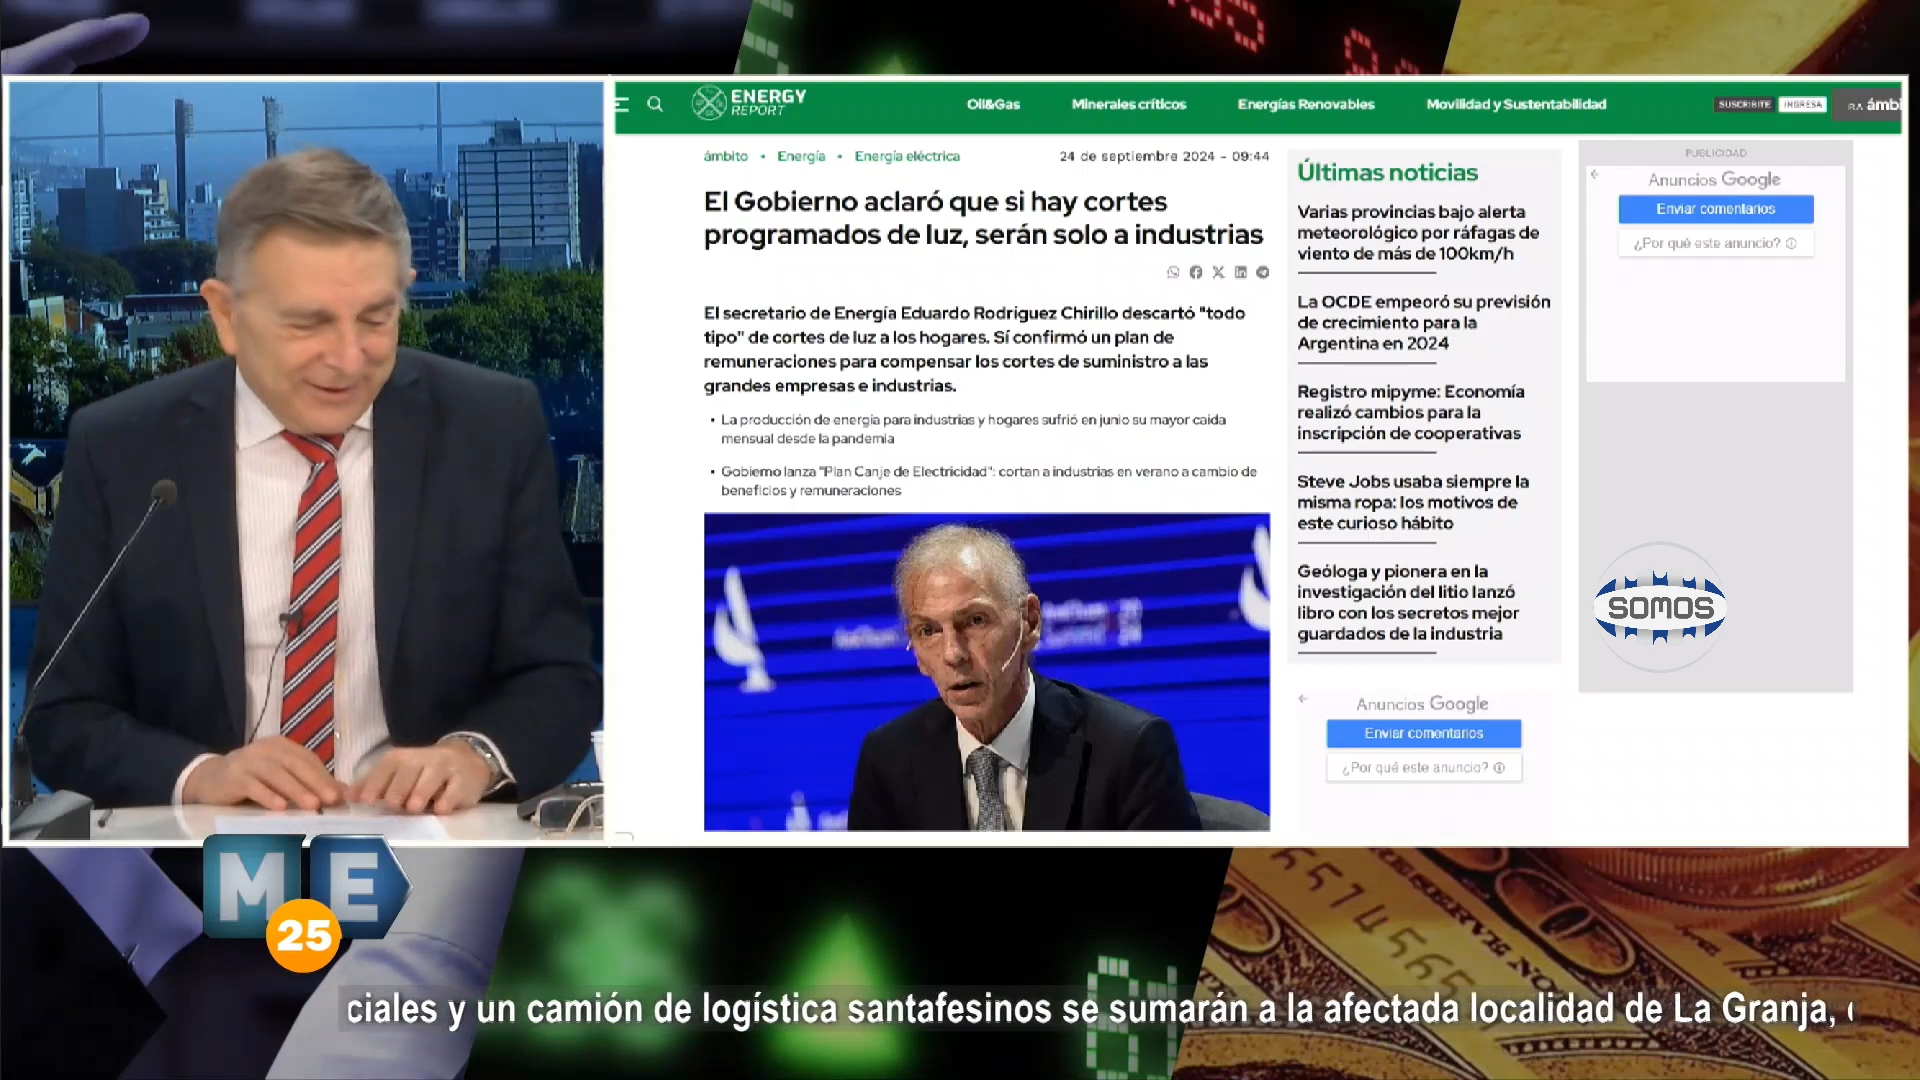 ENERGY
REPORT
Oil&Gas
Minerales críticos
Energías Renovables
Movilidad y Sustentabilidad
SUSCRIBITE
INGRESA
ámbito • Energía • Energía eléctrica
24 de septiembre 2024 - 09:44
El Gobierno aclaró que si hay cortes
programados de luz, serán solo a industrias
El secretario de Energía Eduardo Rodriguez Chirillo descartó "todo
tipo" de cortes de luz a los hogares. Sí confirmó un plan de
remuneraciones para compensar los cortes de suministro a las
grandes empresas e industrias.
• La producción de energía para industrias y hogares sufrió en junio su mayor caída
mensual desde la pandemia
• Gobierno lanza "Plan Canje de Electricidad": cortan a industrias en verano a cambio de
beneficios y remuneraciones
Últimas noticias
Varias provincias bajo alerta
meteorológico por ráfagas de
viento de más de 100km/h
La OCDE empeoró su previsión
de crecimiento para la
Argentina en 2024
Registro mipyme: Economía
realizó cambios para la
inscripción de cooperativas
Steve Jobs usaba siempre la
misma ropa: los motivos de
este curioso hábito
Geóloga y pionera en la
investigación del litio lanzó
libro con los secretos mejor
guardados de la industria
Anuncios Google
Enviar comentarios
¿Por qué este anuncio?
PUBLICIDAD
Anuncios Google
Enviar comentarios
¿Por qué este anuncio?
SOMOS
ME
25
ciales y un camión de logística santafesinos se sumarán a la afectada localidad de La Granja,